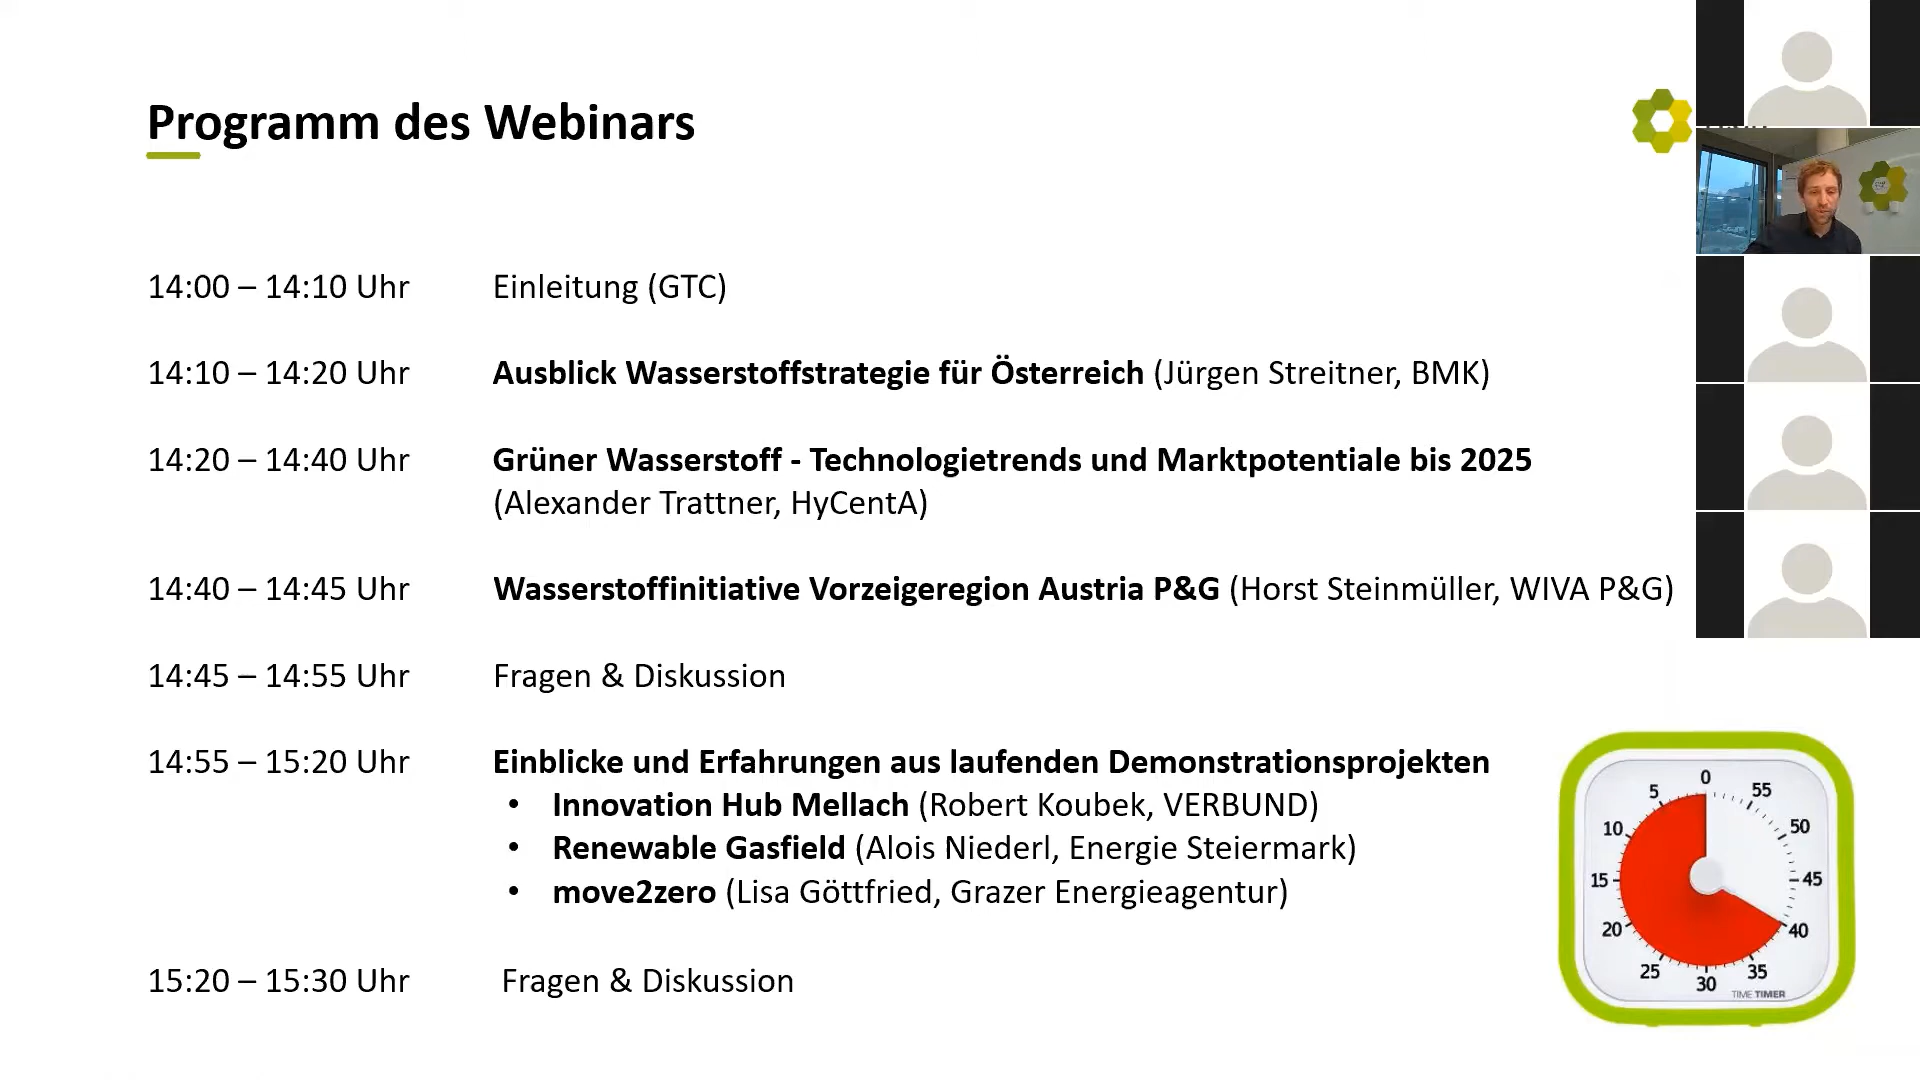 Programm des Webinars
14:00 – 14:10 Uhr Einleitung (GTC)
14:10 – 14:20 Uhr Ausblick Wasserstoffstrategie für Österreich (Jürgen Streitner, BMK)
14:20 – 14:40 Uhr Grüner Wasserstoff - Technologietrends und Marktpotentiale bis 2025
(Alexander Trattner, HyCentA)
14:40 – 14:45 Uhr Wasserstoffinitiative Vorzeigeregion Austria P&G (Horst Steinmüller, WIVA P&G)
14:45 – 14:55 Uhr Fragen & Diskussion
14:55 – 15:20 Uhr Einblicke und Erfahrungen aus laufenden Demonstrationsprojekten
• Innovation Hub Mellach (Robert Koubek, VERBUND)
• Renewable Gasfield (Alois Niederl, Energie Steiermark)
• move2zero (Lisa Göttfried, Grazer Energieagentur)
15:20 – 15:30 Uhr Fragen & Diskussion
0
55
50
45
40
35
30
25
20
15
10
5
TIME TIMER